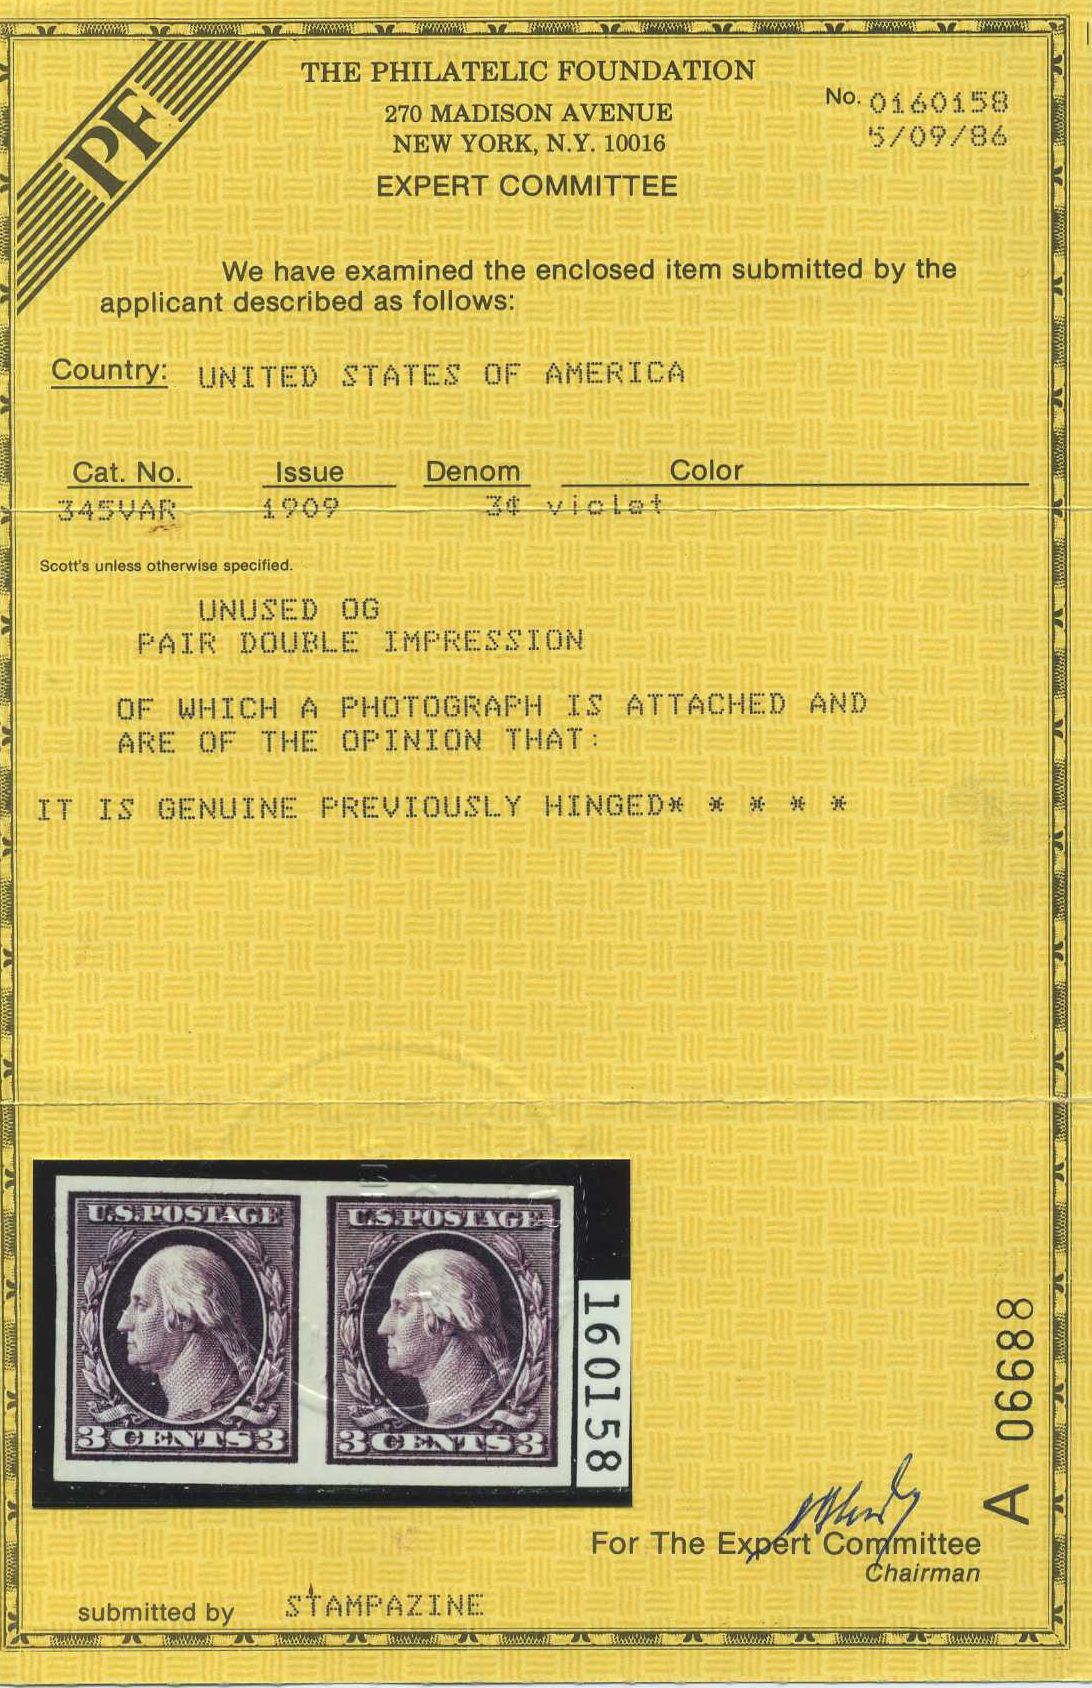 PF
THE PHILATELIC FOUNDATION
270 MADISON AVENUE
NEW YORK, N.Y. 10016
EXPERT COMMITTEE
No. 0160158
5/09/86
We have examined the enclosed item submitted by the
applicant described as follows:
Country: UNITED STATES OF AMERICA
Cat. No. Issue Denom Color
345VAR 1909 3¢ violet
Scott's unless otherwise specified.
UNUSED OG
PAIR DOUBLE IMPRESSION
OF WHICH A PHOTOGRAPH IS ATTACHED AND
ARE OF THE OPINION THAT:
IT IS GENUINE PREVIOUSLY HINGED* * * * *
U.S.POSTAGE U.S.POSTAGE
3 CENTS 3 3 CENTS 3
160158
A 06688
For The Expert Committee
Chairman
submitted by STAMPAZINE